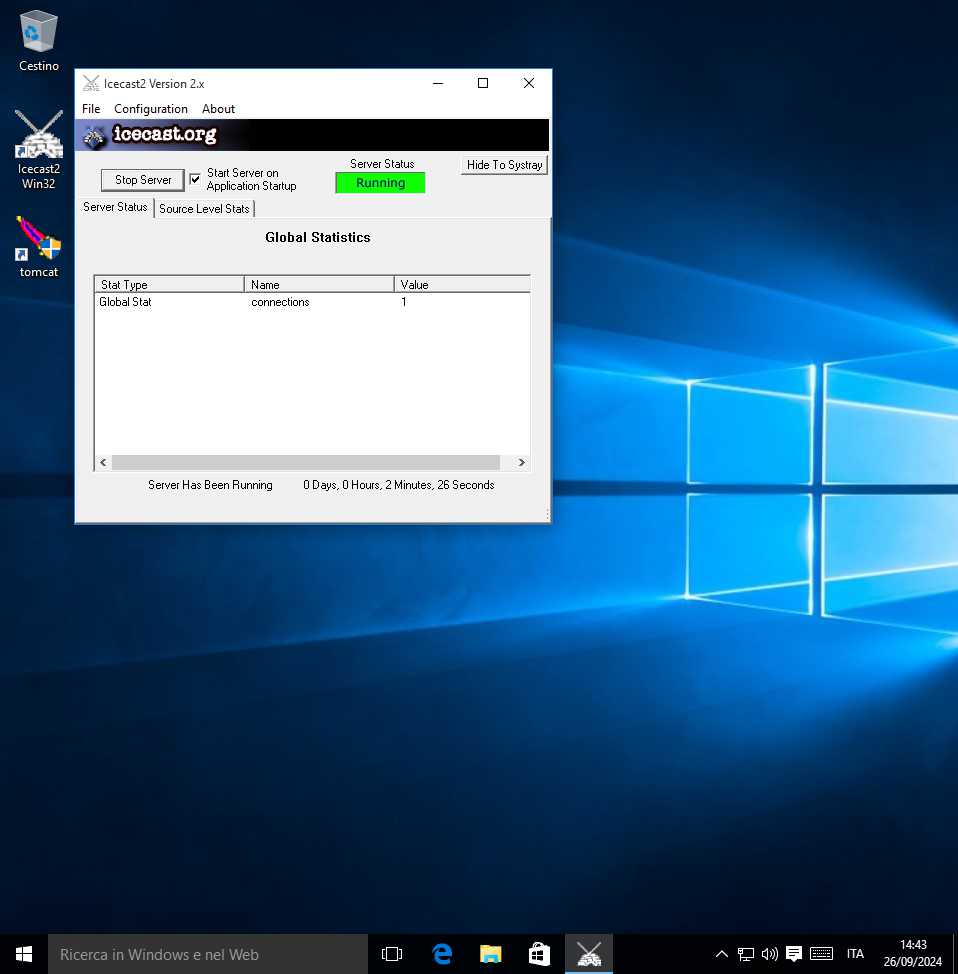 Cestino
Icecast2
Win32
tomcat
Icecast2 Version 2.x
File Configuration About
icecast.org
Stop Server
Start Server on
Application Startup
Server Status
Running
Hide To Systray
Server Status Source Level Stats
Global Statistics
Stat Type Name Value
Global Stat connections 1
Server Has Been Running 0 Days, 0 Hours, 2 Minutes, 26 Seconds
Ricerca in Windows e nel Web
ITA
14:43
26/09/2024